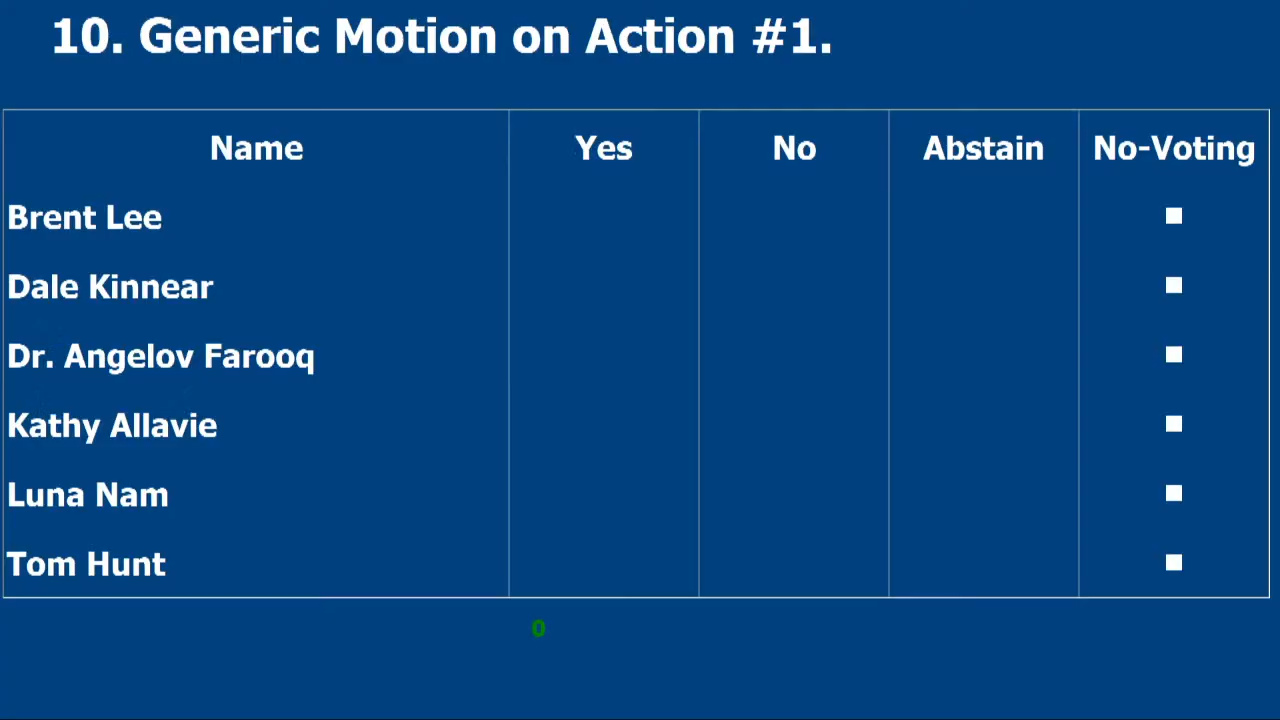 10. Generic Motion on Action #1.
Name Yes No Abstain No-Voting
Brent Lee ■
Dale Kinnear ■
Dr. Angelov Farooq ■
Kathy Allavie ■
Luna Nam ■
Tom Hunt ■
0